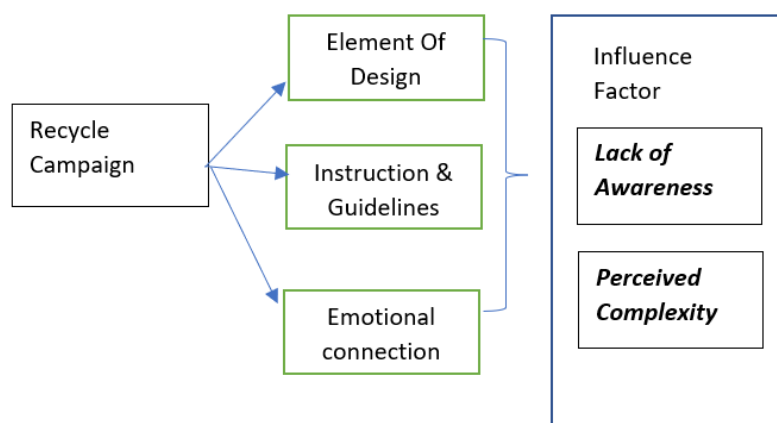 Recycle
Campaign
Element Of
Design
Instruction &
Guidelines
Emotional
connection
Influence
Factor
Lack of
Awareness
Perceived
Complexity